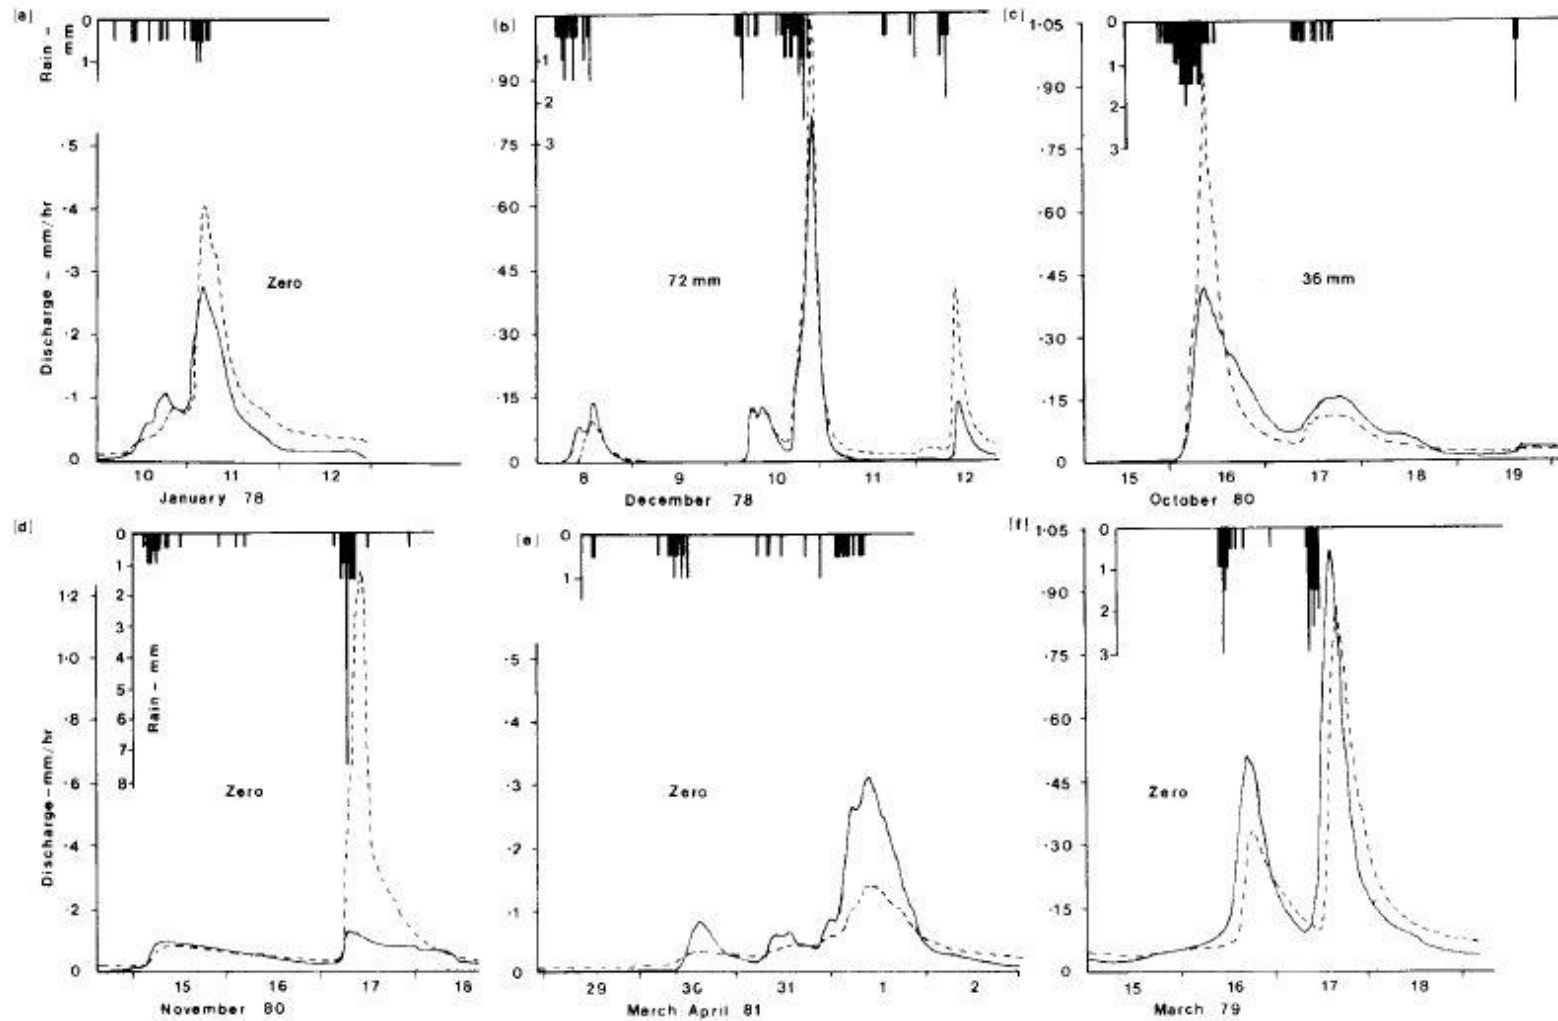 [a]
Rain - mm
0
1
Discharge - mm/hr
·5
·4
·3
·2
·1
0
Zero
10 11 12
January 78
[b]
·90
·75
·60
·45
·30
·15
0
1
2
3
72 mm
8 9 10 11 12
December 78
[c]
1·05
·90
·75
·60
·45
·30
·15
0
0
1
2
3
36 mm
15 16 17 18 19
October 80
[d]
Discharge-mm/hr
1·2
1·0
·8
·6
·4
·2
0
0
1
2
3
4
5
6
7
8
Rain - mm
Zero
15 16 17 18
November 80
[e]
0
1
·5
·4
·3
·2
·1
0
Zero
29 30 31 1 2
March April 81
[f]
1·05
·90
·75
·60
·45
·30
·15
0
0
1
2
3
Zero
15 16 17 18
March 79